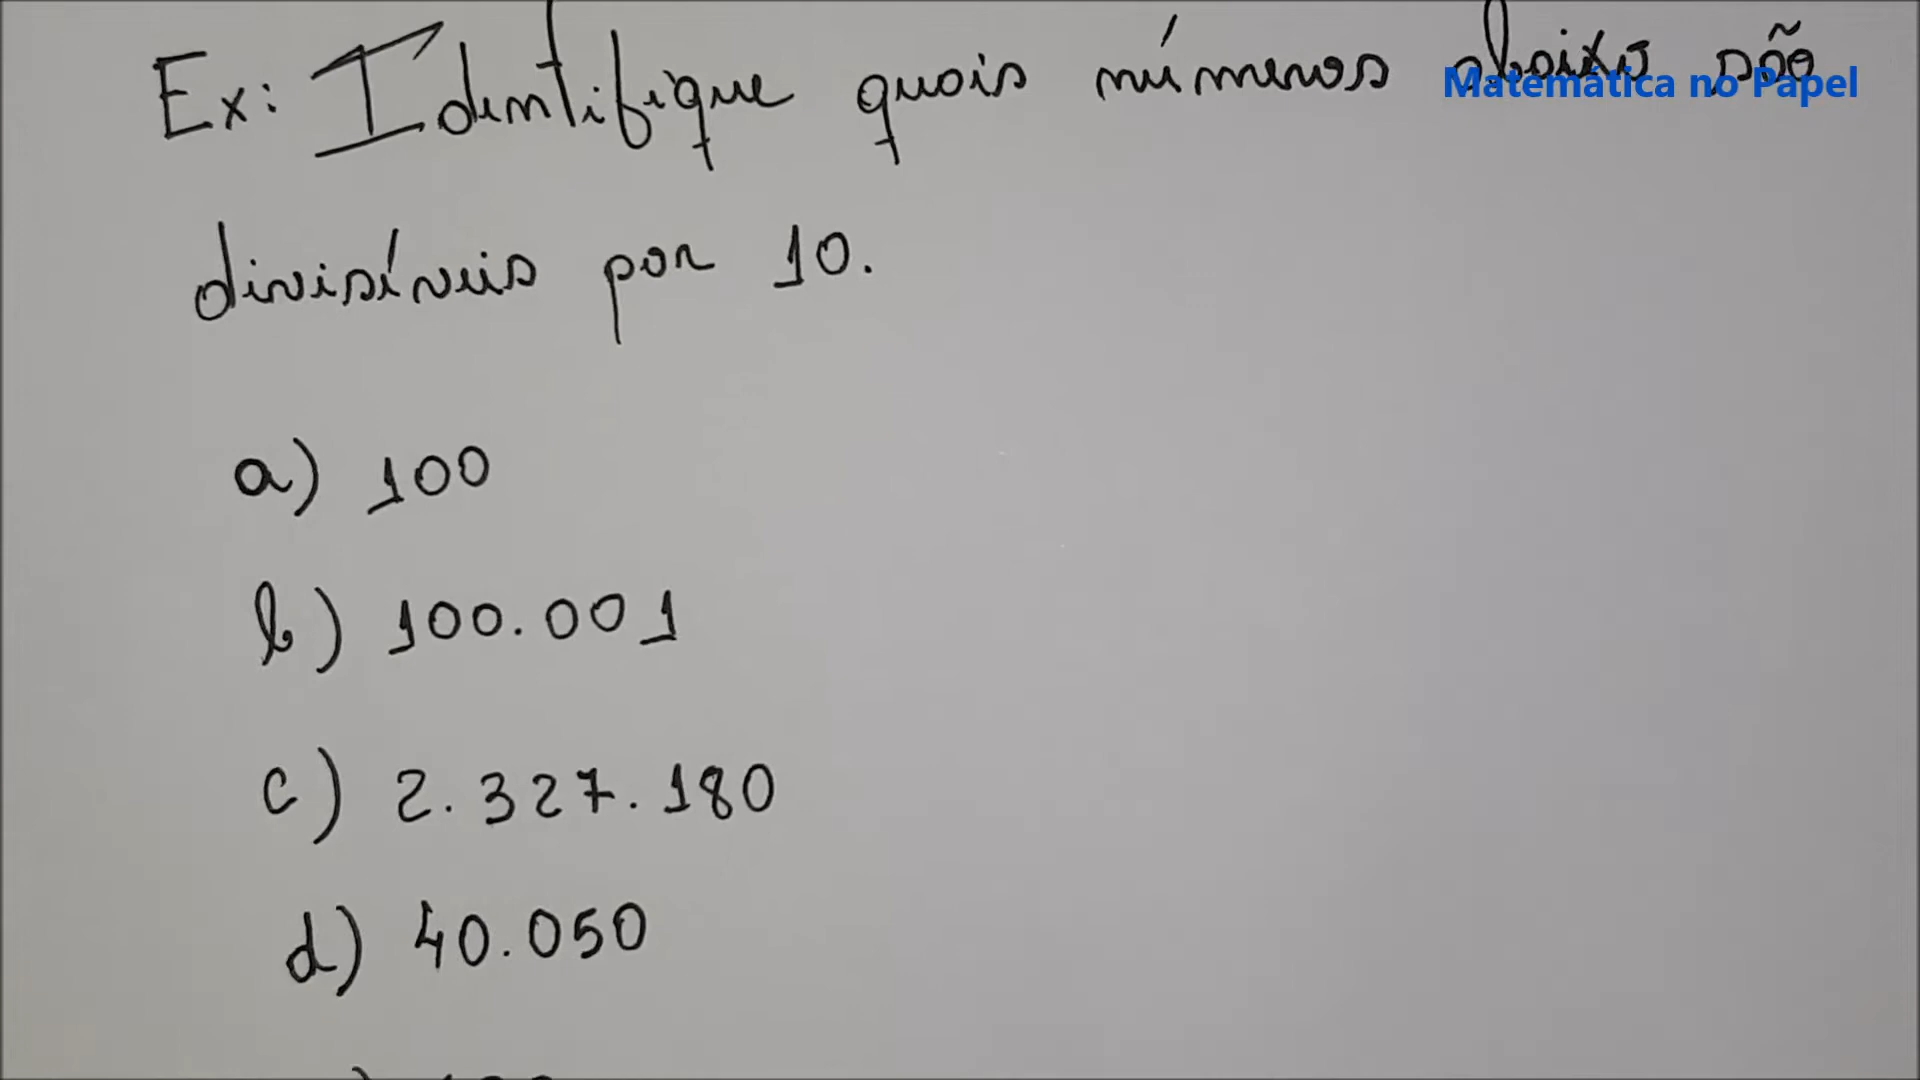 Ex: Identifique quais números abaixo são
Matemática no Papel
divisíveis por 10.
a) 100
b) 100.001
c) 2.327.180
d) 40.050